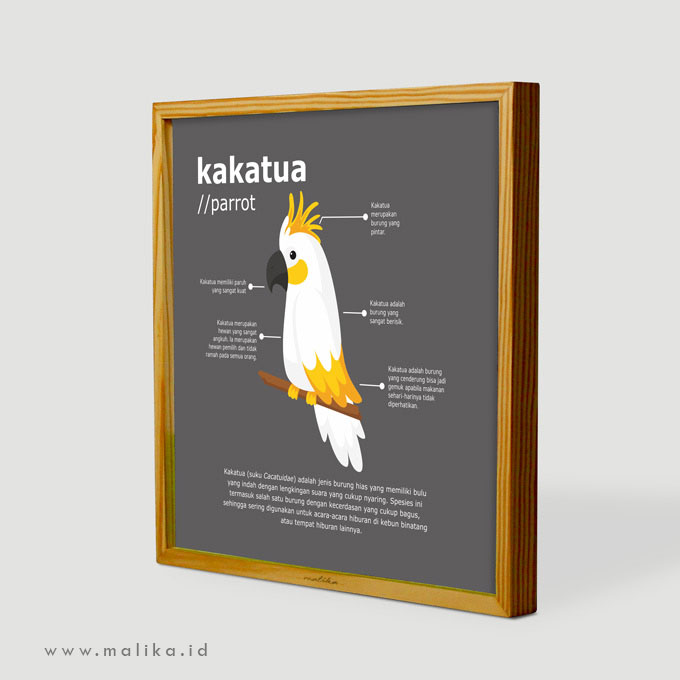 kakatua
//parrot
Kakatua
merupakan
burung yang
pintar.
Kakatua memiliki paruh
yang sangat kuat
Kakatua adalah
burung yang
sangat berisik.
Kakatua merupakan
hewan yang sangat
angkuh. Ia merupakan
hewan pemilih dan tidak
ramah pada semua orang.
Kakatua adalah burung
yang cenderung bisa jadi
gemuk apabila makanan
sehari-harinya tidak
diperhatikan.
Kakatua (suku Cacatuidae) adalah jenis burung hias yang memiliki bulu
yang indah dengan lengkingan suara yang cukup nyaring. Spesies ini
termasuk salah satu burung dengan kecerdasan yang cukup bagus,
sehingga sering digunakan untuk acara-acara hiburan di kebun binatang
atau tempat hiburan lainnya.
malika
www.malika.id